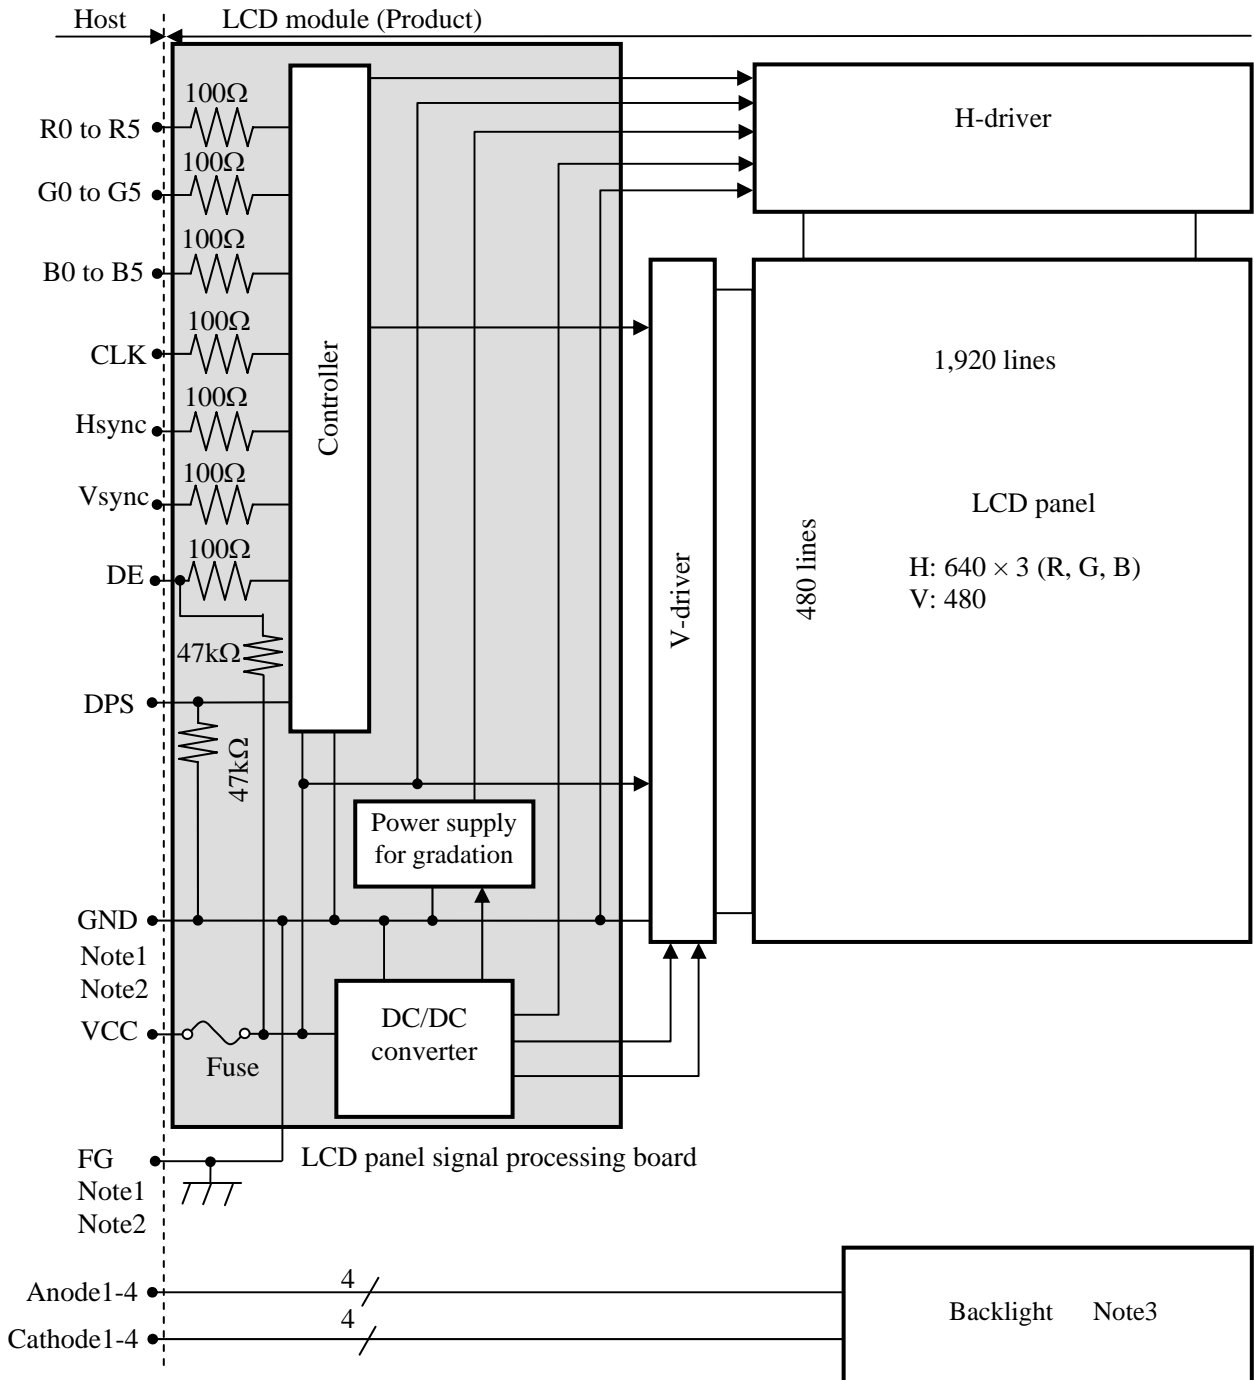 Host
LCD module (Product)
100Ω
R0 to R5
H-driver
100Ω
G0 to G5
100Ω
B0 to B5
100Ω
CLK
1,920 lines
Controller
100Ω
Hsync
100Ω
Vsync
LCD panel
480 lines
100Ω
DE
H: 640 × 3 (R, G, B)
V: 480
V-driver
47kΩ
DPS
47kΩ
Power supply
for gradation
GND
Note1
Note2
VCC
DC/DC
converter
Fuse
FG
LCD panel signal processing board
Note1
Note2
4
Anode1-4
Backlight Note3
4
Cathode1-4